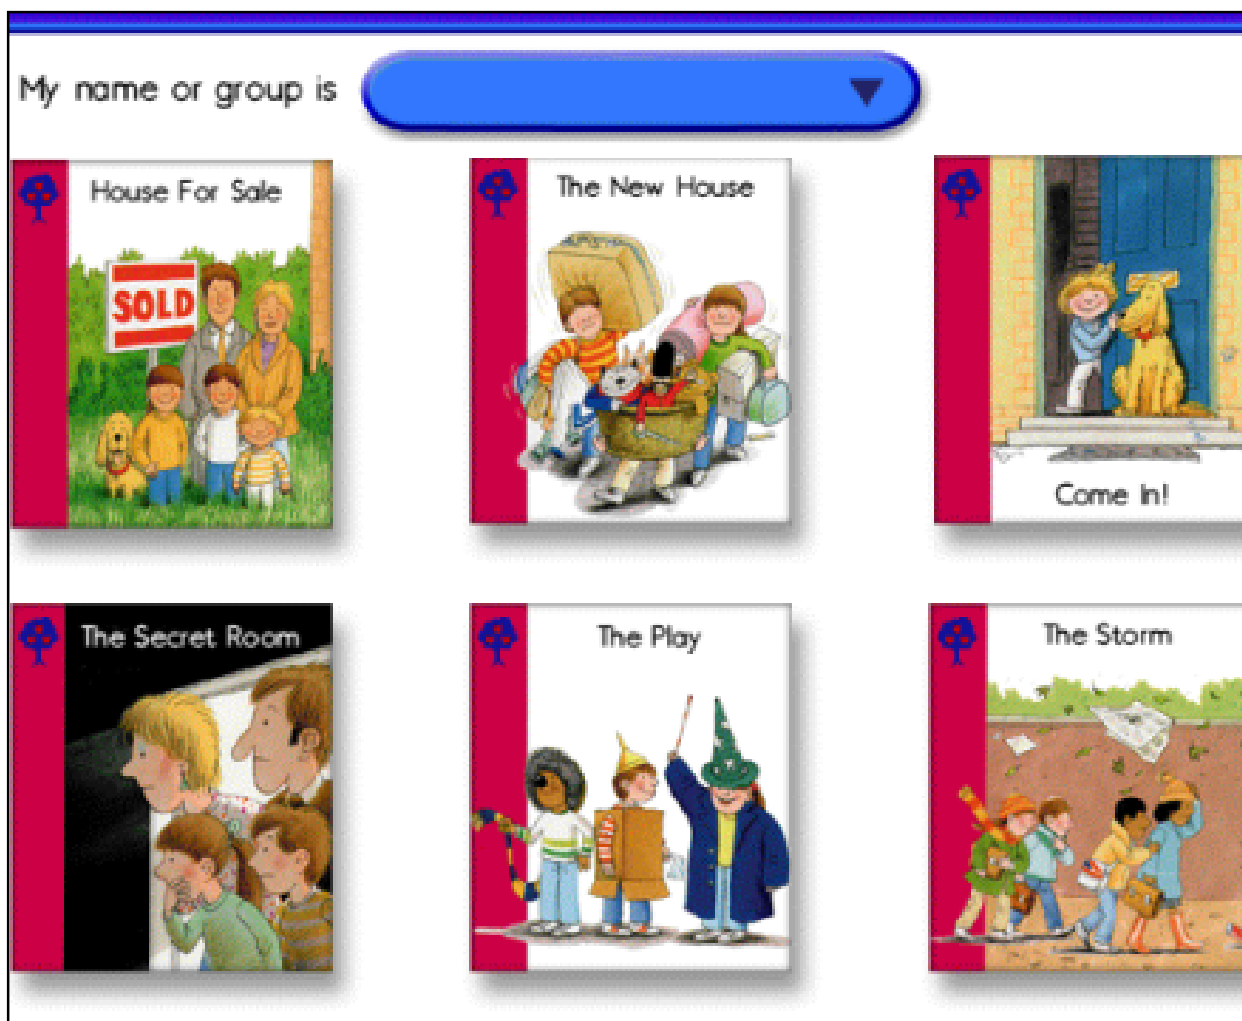 My name or group is
House For Sale
SOLD
The New House
Come In!
The Secret Room
The Play
The Storm